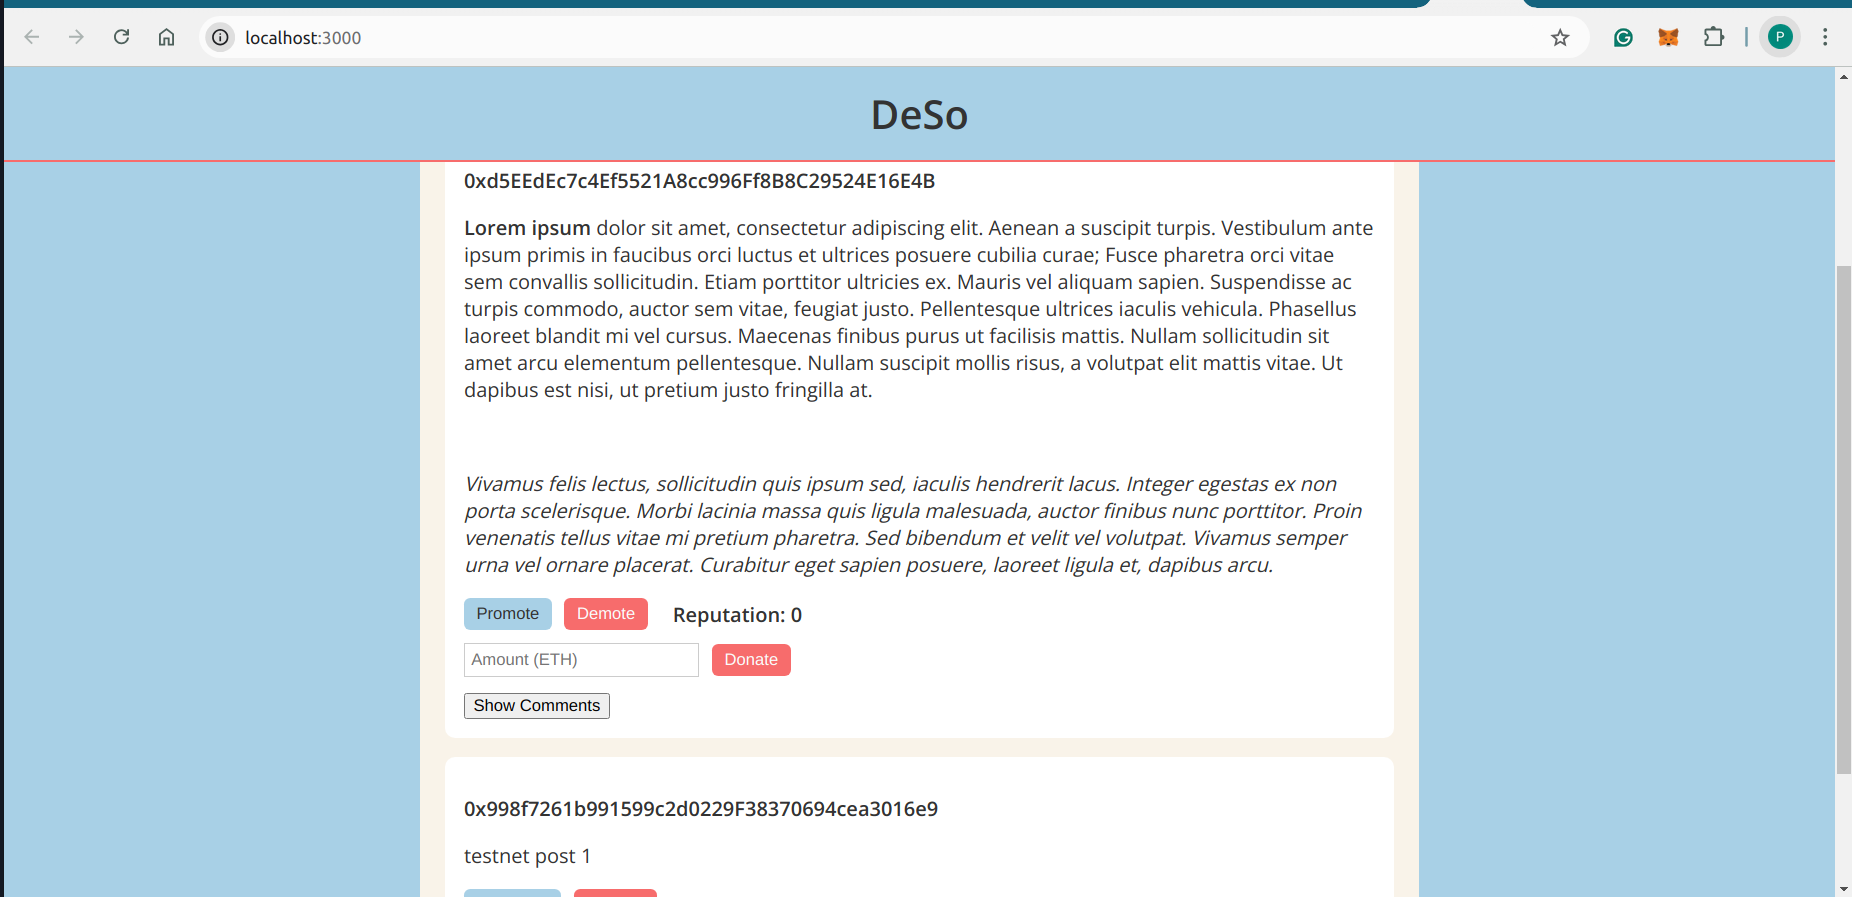 localhost:3000
P
DeSo
0xd5EEdEc7c4Ef5521A8cc996Ff8B8C29524E16E4B
Lorem ipsum dolor sit amet, consectetur adipiscing elit. Aenean a suscipit turpis. Vestibulum ante
ipsum primis in faucibus orci luctus et ultrices posuere cubilia curae; Fusce pharetra orci vitae
sem convallis sollicitudin. Etiam porttitor ultricies ex. Mauris vel aliquam sapien. Suspendisse ac
turpis commodo, auctor sem vitae, feugiat justo. Pellentesque ultrices iaculis vehicula. Phasellus
laoreet blandit mi vel cursus. Maecenas finibus purus ut facilisis mattis. Nullam sollicitudin sit
amet arcu elementum pellentesque. Nullam suscipit mollis risus, a volutpat elit mattis vitae. Ut
dapibus est nisi, ut pretium justo fringilla at.
Vivamus felis lectus, sollicitudin quis ipsum sed, iaculis hendrerit lacus. Integer egestas ex non
porta scelerisque. Morbi lacinia massa quis ligula malesuada, auctor finibus nunc porttitor. Proin
venenatis tellus vitae mi pretium pharetra. Sed bibendum et velit vel volutpat. Vivamus semper
urna vel ornare placerat. Curabitur eget sapien posuere, laoreet ligula et, dapibus arcu.
Promote Demote Reputation: 0
Amount (ETH) Donate
Show Comments
0x998f7261b991599c2d0229F38370694cea3016e9
testnet post 1